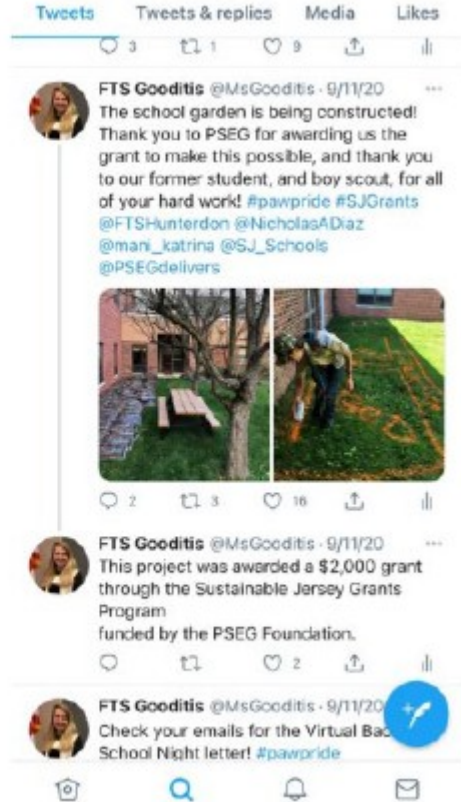 Tweets Tweets & replies Media Likes
3 1 9
FTS Gooditis @MsGooditis · 9/11/20
The school garden is being constructed!
Thank you to PSEG for awarding us the
grant to make this possible, and thank you
to our former student, and boy scout, for all
of your hard work! #pawpride #SJGrants
@FTSHunterdon @NicholasADiaz
@mani_katrina @SJ_Schools
@PSEGdelivers
2 3 16
FTS Gooditis @MsGooditis · 9/11/20
This project was awarded a $2,000 grant
through the Sustainable Jersey Grants
Program
funded by the PSEG Foundation.
2
FTS Gooditis @MsGooditis · 9/11/20
Check your emails for the Virtual Bac
School Night letter! #pawpride